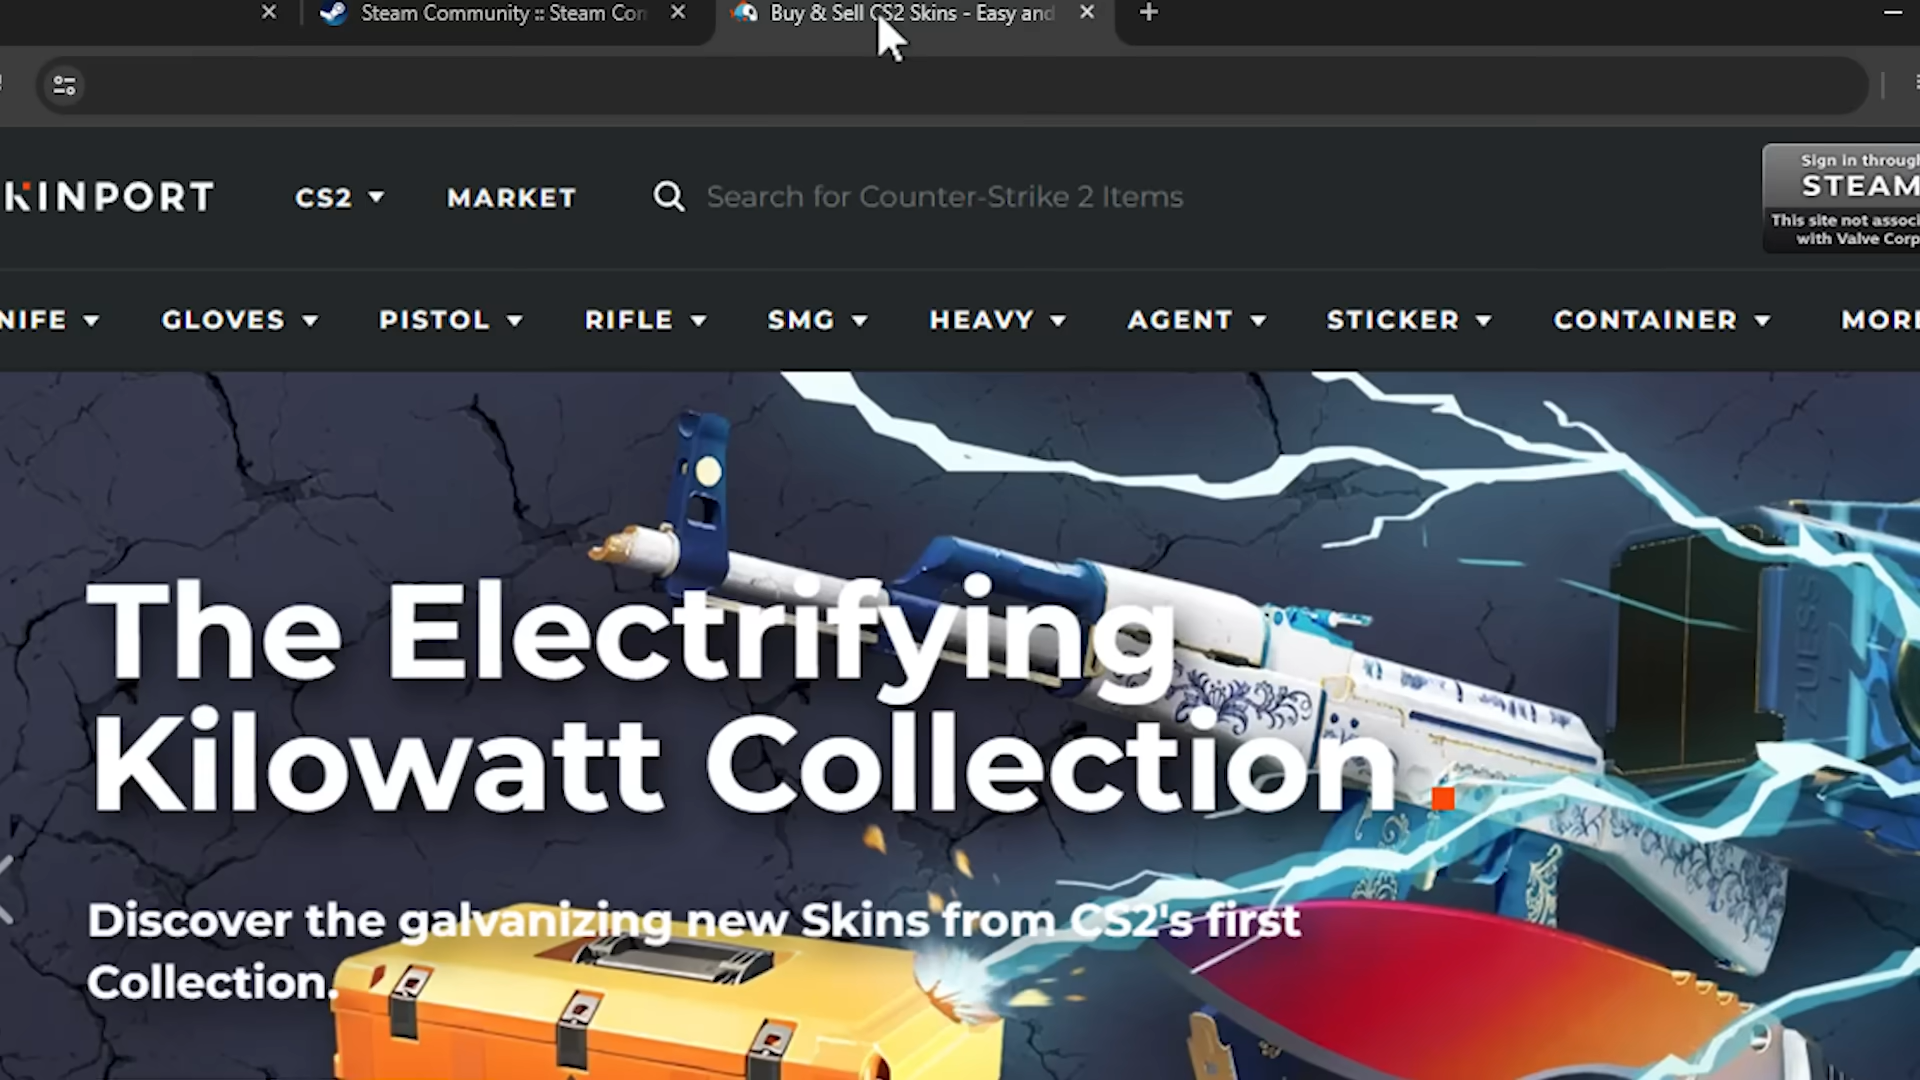 Steam Community :: Steam Con
Buy & Sell CS2 Skins - Easy and
KINPORT
CS2
MARKET
Search for Counter-Strike 2 Items
Sign in through
STEAM
This site not associ
with Valve Corp
NIFE
GLOVES
PISTOL
RIFLE
SMG
HEAVY
AGENT
STICKER
CONTAINER
MORE
ZUESS
The Electrifying
Kilowatt Collection.
Discover the galvanizing new Skins from CS2's first
Collection.